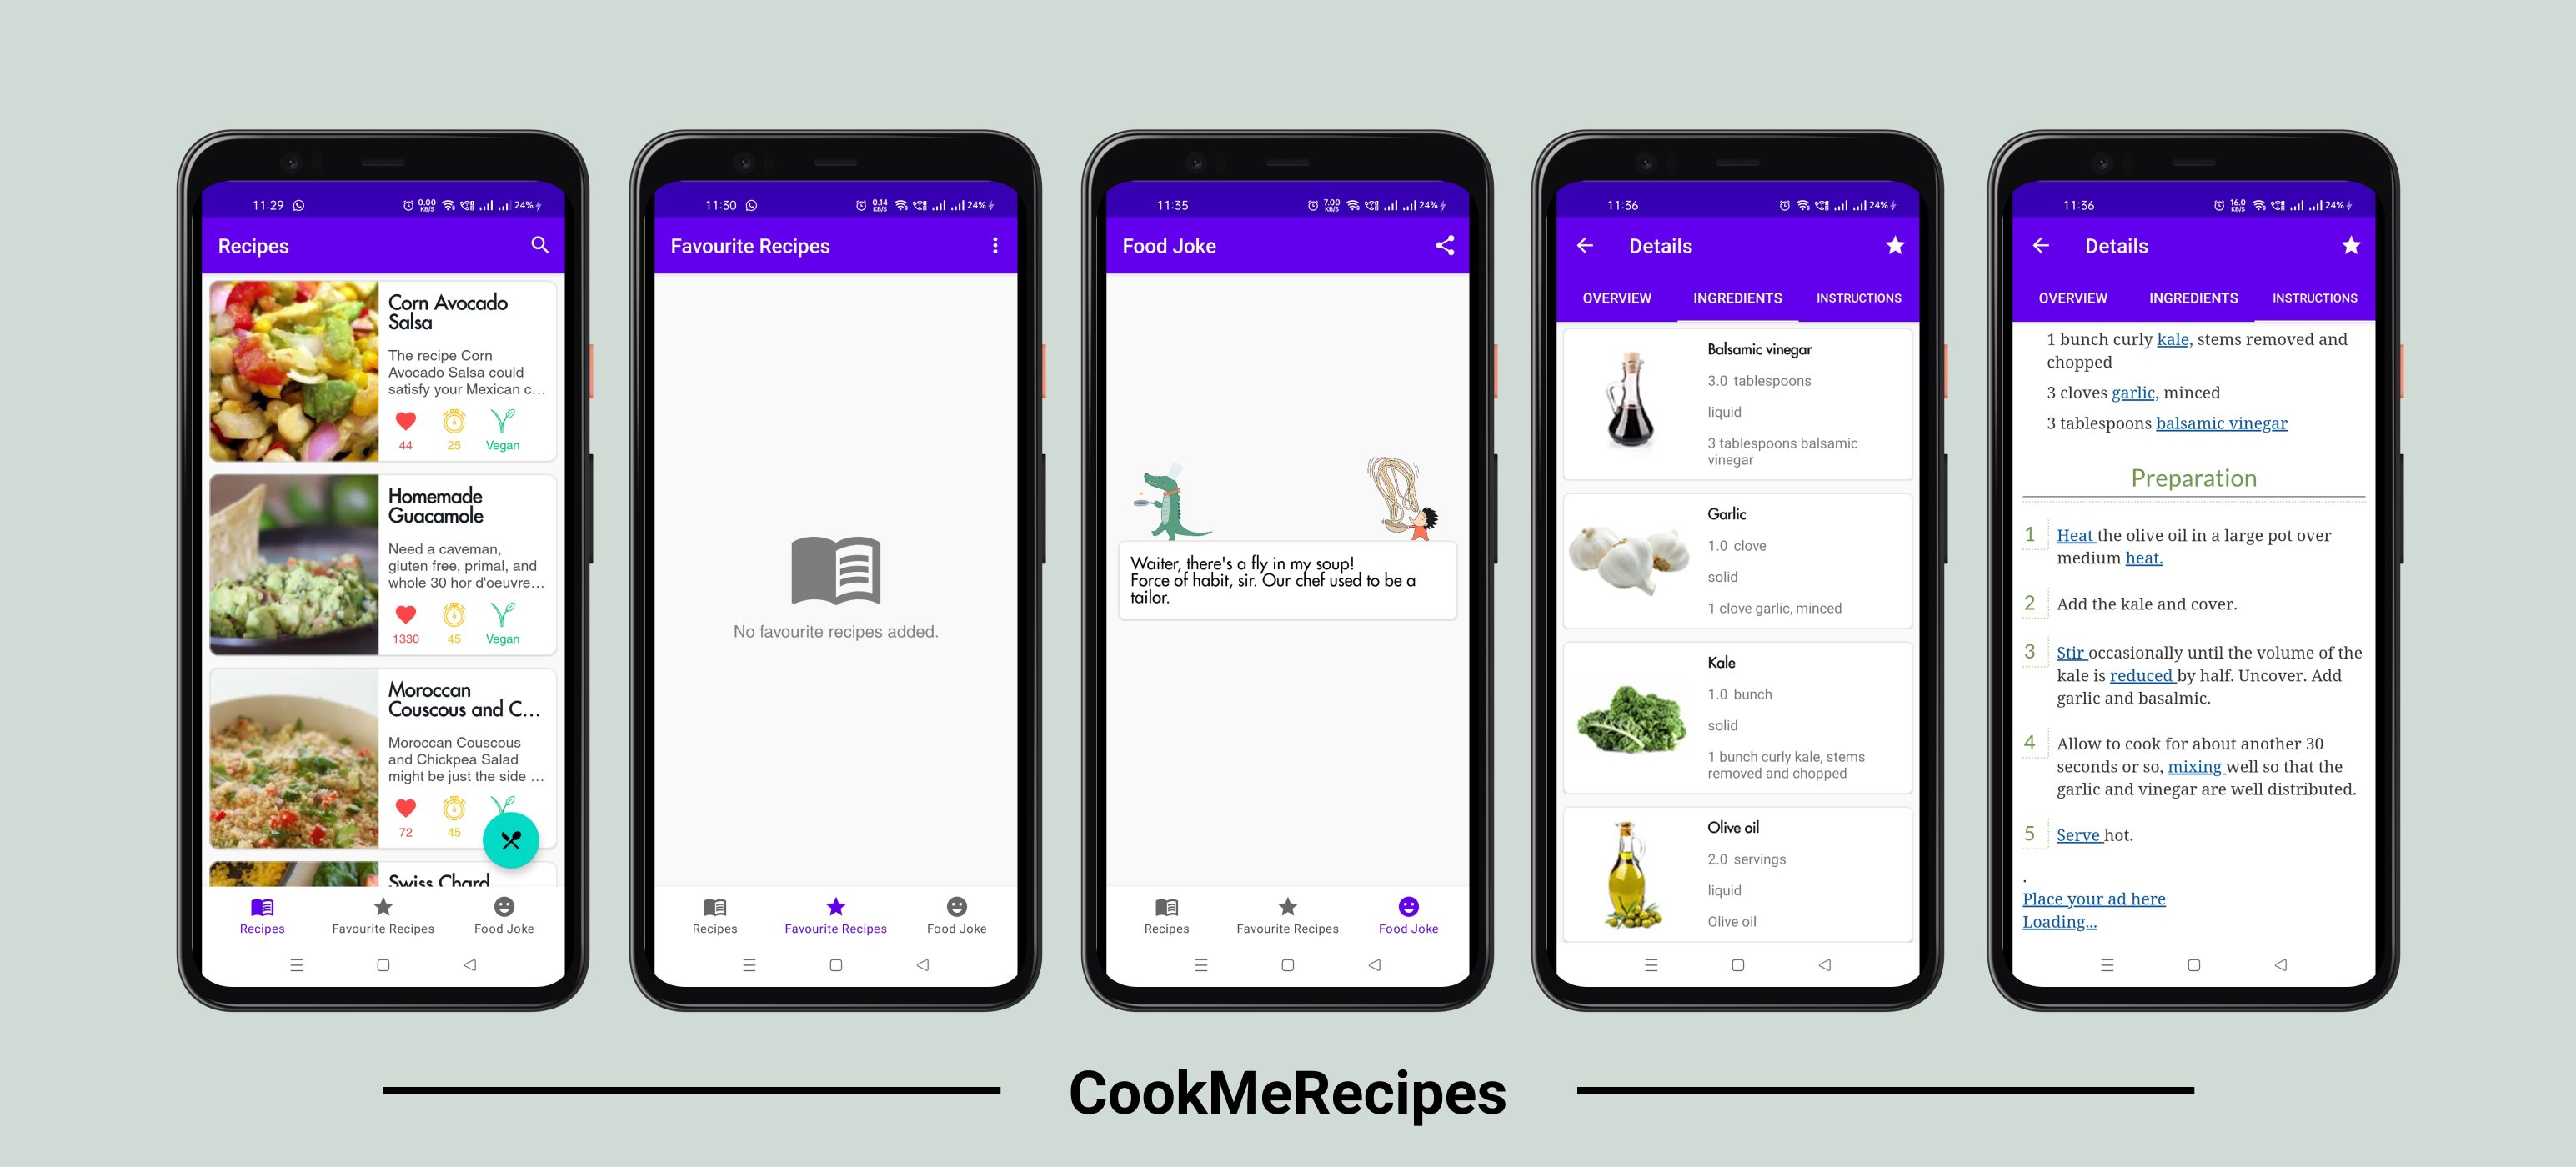 11:29
0.00
KB/S
24%
Recipes
Corn Avocado
Salsa
The recipe Corn
Avocado Salsa could
satisfy your Mexican c...
44
25
Vegan
Homemade
Guacamole
Need a caveman,
gluten free, primal, and
whole 30 hor d'oeuvre...
1330
45
Vegan
Moroccan
Couscous and C...
Moroccan Couscous
and Chickpea Salad
might be just the side ...
72
45
Swiss Chard
Recipes
Favourite Recipes
Food Joke
11:30
0.14
KB/S
24%
Favourite Recipes
No favourite recipes added.
Recipes
Favourite Recipes
Food Joke
11:35
7.00
KB/S
24%
Food Joke
Waiter, there's a fly in my soup!
Force of habit, sir. Our chef used to be a
tailor.
Recipes
Favourite Recipes
Food Joke
11:36
24%
Details
OVERVIEW
INGREDIENTS
INSTRUCTIONS
Balsamic vinegar
3.0 tablespoons
liquid
3 tablespoons balsamic
vinegar
Garlic
1.0 clove
solid
1 clove garlic, minced
Kale
1.0 bunch
solid
1 bunch curly kale, stems
removed and chopped
Olive oil
2.0 servings
liquid
Olive oil
11:36
16.0
KB/S
24%
Details
OVERVIEW
INGREDIENTS
INSTRUCTIONS
1 bunch curly kale, stems removed and
chopped
3 cloves garlic, minced
3 tablespoons balsamic vinegar
Preparation
1 Heat the olive oil in a large pot over
medium heat.
2 Add the kale and cover.
3 Stir occasionally until the volume of the
kale is reduced by half. Uncover. Add
garlic and basalmic.
4 Allow to cook for about another 30
seconds or so, mixing well so that the
garlic and vinegar are well distributed.
5 Serve hot.
.
Place your ad here
Loading...
CookMeRecipes